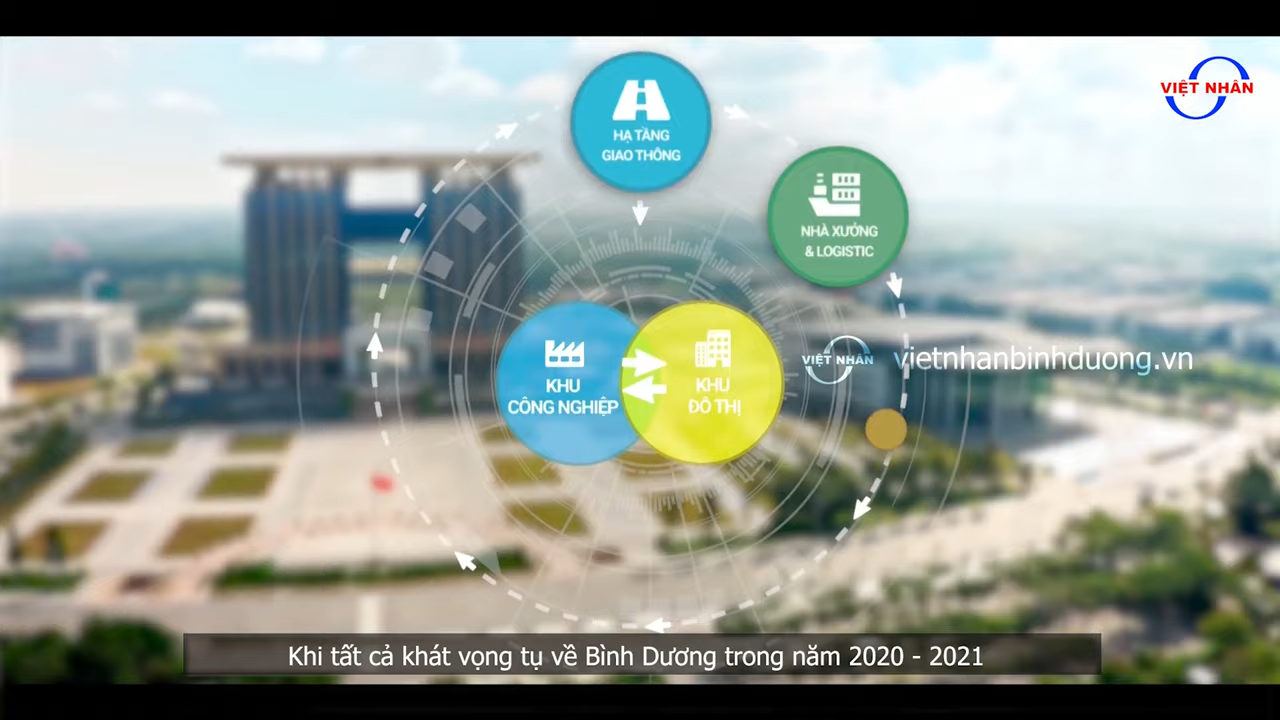 HẠ TẦNG
GIAO THÔNG
VIỆT NHÂN
NHÀ XƯỞNG
& LOGISTIC
KHU
CÔNG NGHIỆP
KHU
ĐÔ THỊ
VIỆT NHÂN
vietnhanbinhduong.vn
Khi tất cả khát vọng tụ về Bình Dương trong năm 2020 - 2021